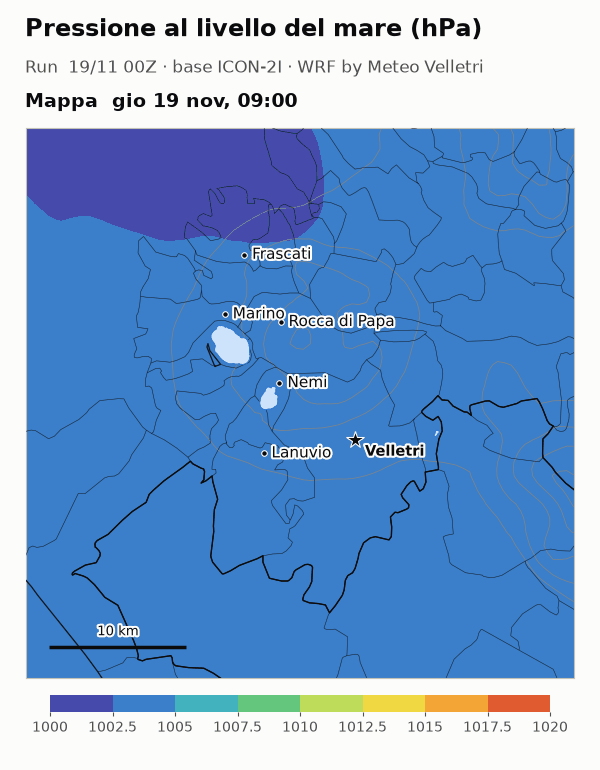 Pressione al livello del mare (hPa)
Run  19/11 00Z · base ICON-2I · WRF by Meteo Velletri
Mappa  gio 19 nov, 09:00
Frascati
Marino
Rocca di Papa
Nemi
Velletri
Lanuvio
10 km
1000 1002.5 1005 1007.5 1010 1012.5 1015 1017.5 1020